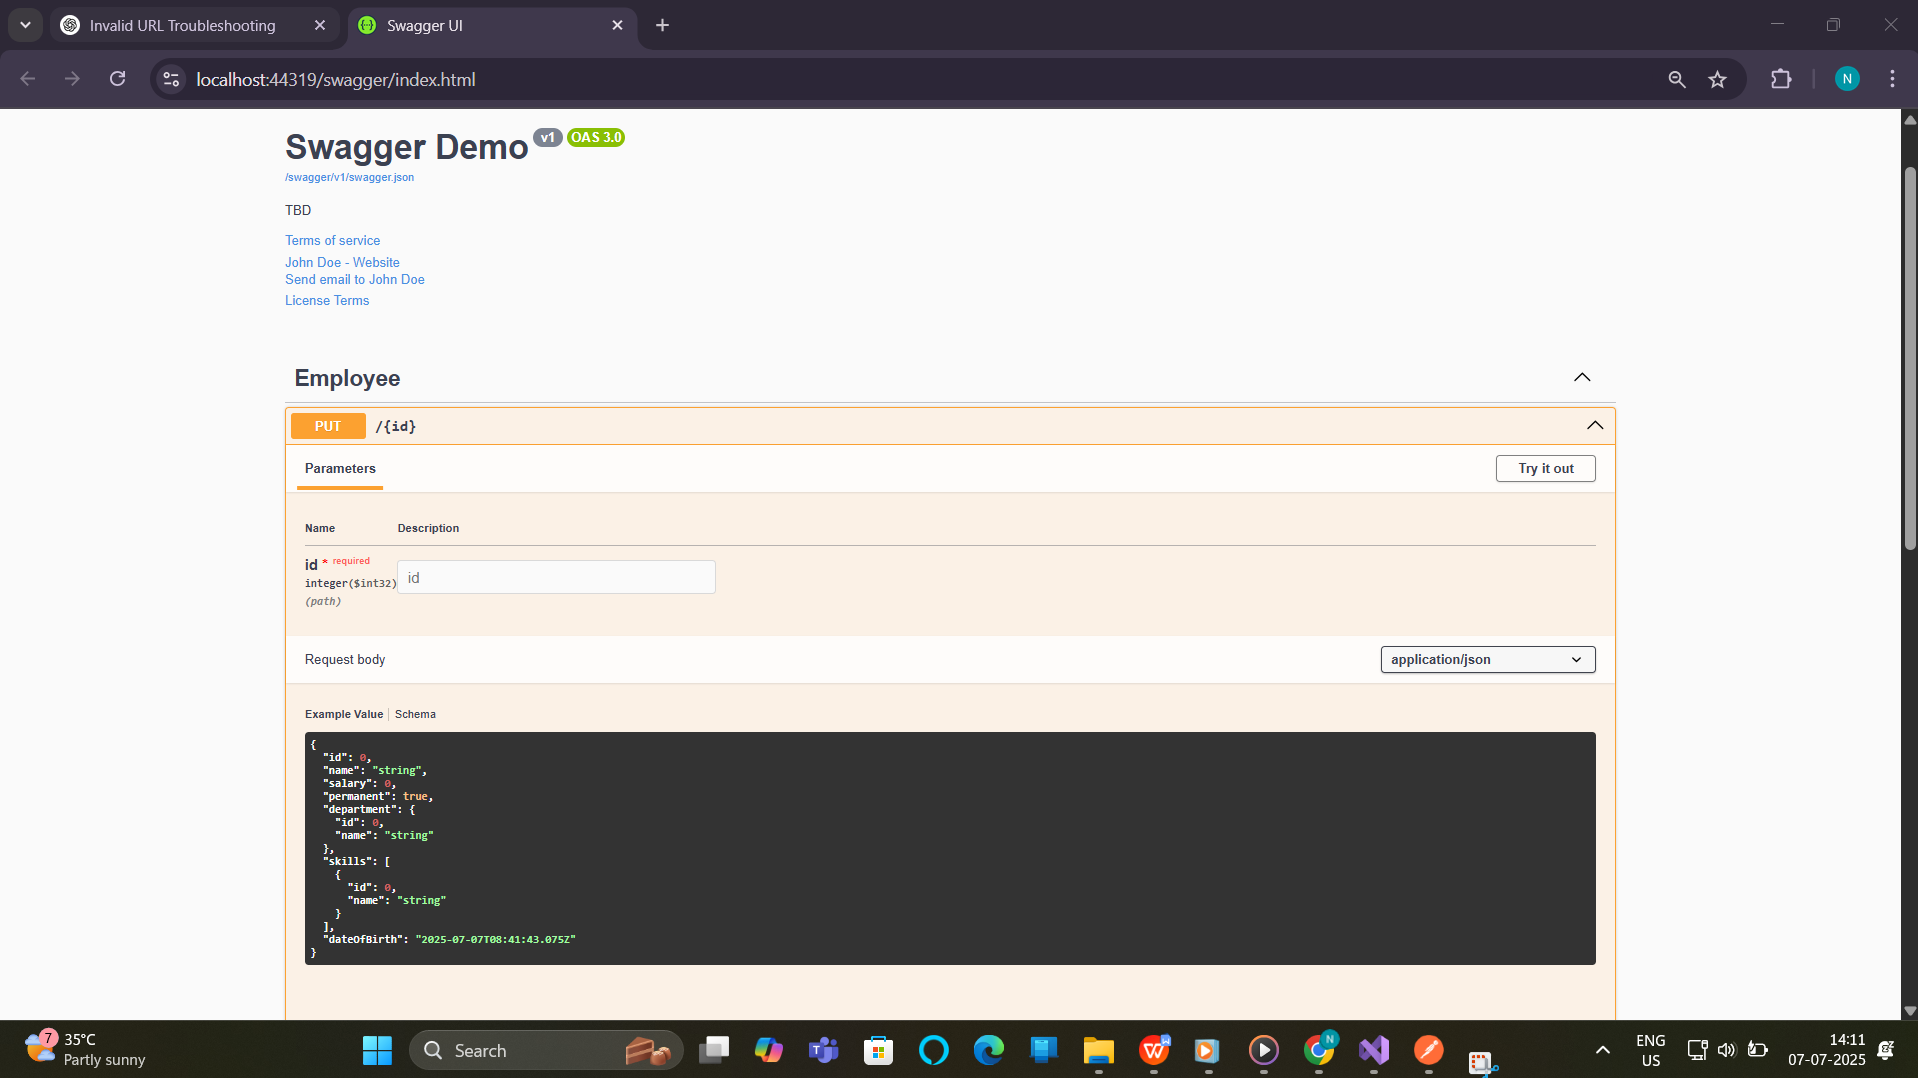 Invalid URL Troubleshooting
Swagger UI
localhost:44319/swagger/index.html
N
Swagger Demo v1 OAS 3.0
/swagger/v1/swagger.json
TBD
Terms of service
John Doe - Website
Send email to John Doe
License Terms
Employee
PUT /{id}
Parameters
Try it out
Name Description
id * required
integer($int32)
(path)
id
Request body
application/json
Example Value | Schema
{
  "id": 0,
  "name": "string",
  "salary": 0,
  "permanent": true,
  "department": {
    "id": 0,
    "name": "string"
  },
  "skills": [
    {
      "id": 0,
      "name": "string"
    }
  ],
  "dateOfBirth": "2025-07-07T08:41:43.075Z"
}
7
35°C
Partly sunny
Search
N
ENG
US
14:11
07-07-2025